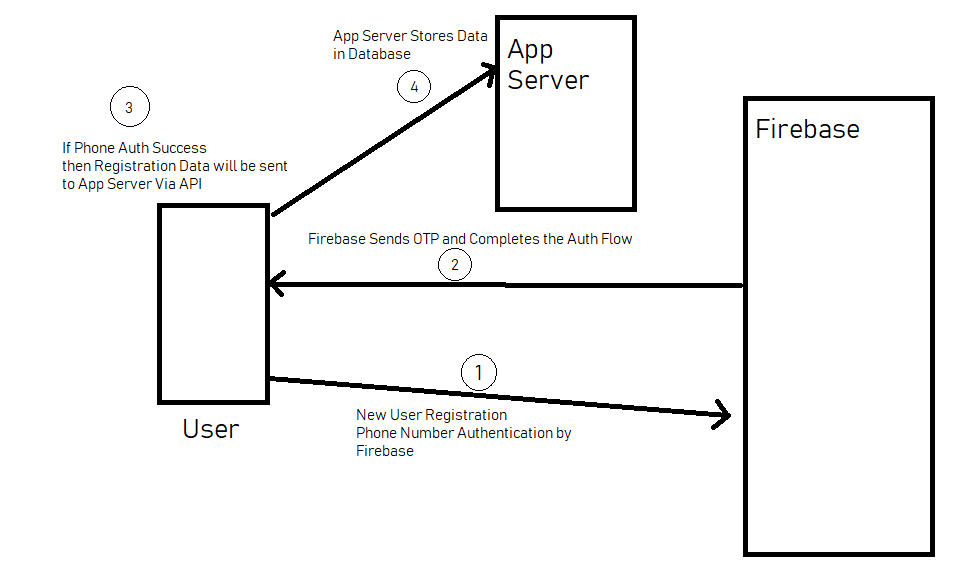 App Server Stores Data
in Database
App
Server
4
3
Firebase
If Phone Auth Success
then Registration Data will be sent
to App Server Via API
Firebase Sends OTP and Completes the Auth Flow
2
1
New User Registration
Phone Number Authentication by
Firebase
User